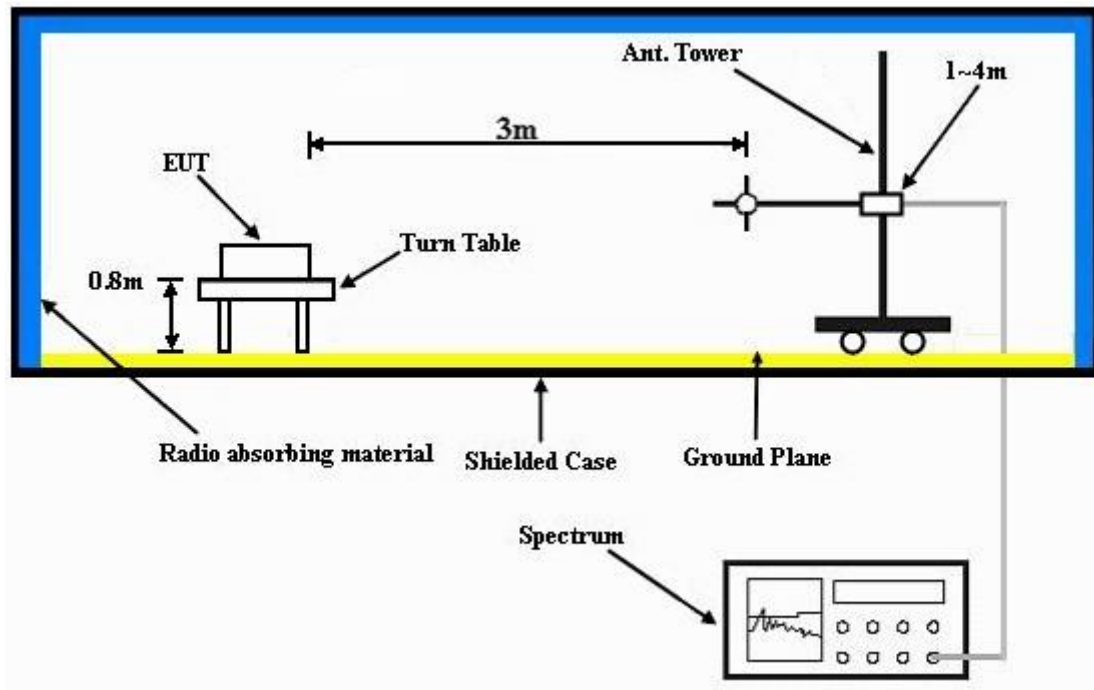 Ant. Tower
1~4m
3m
EUT
Turn Table
0.8m
Radio absorbing material
Shielded Case
Ground Plane
Spectrum